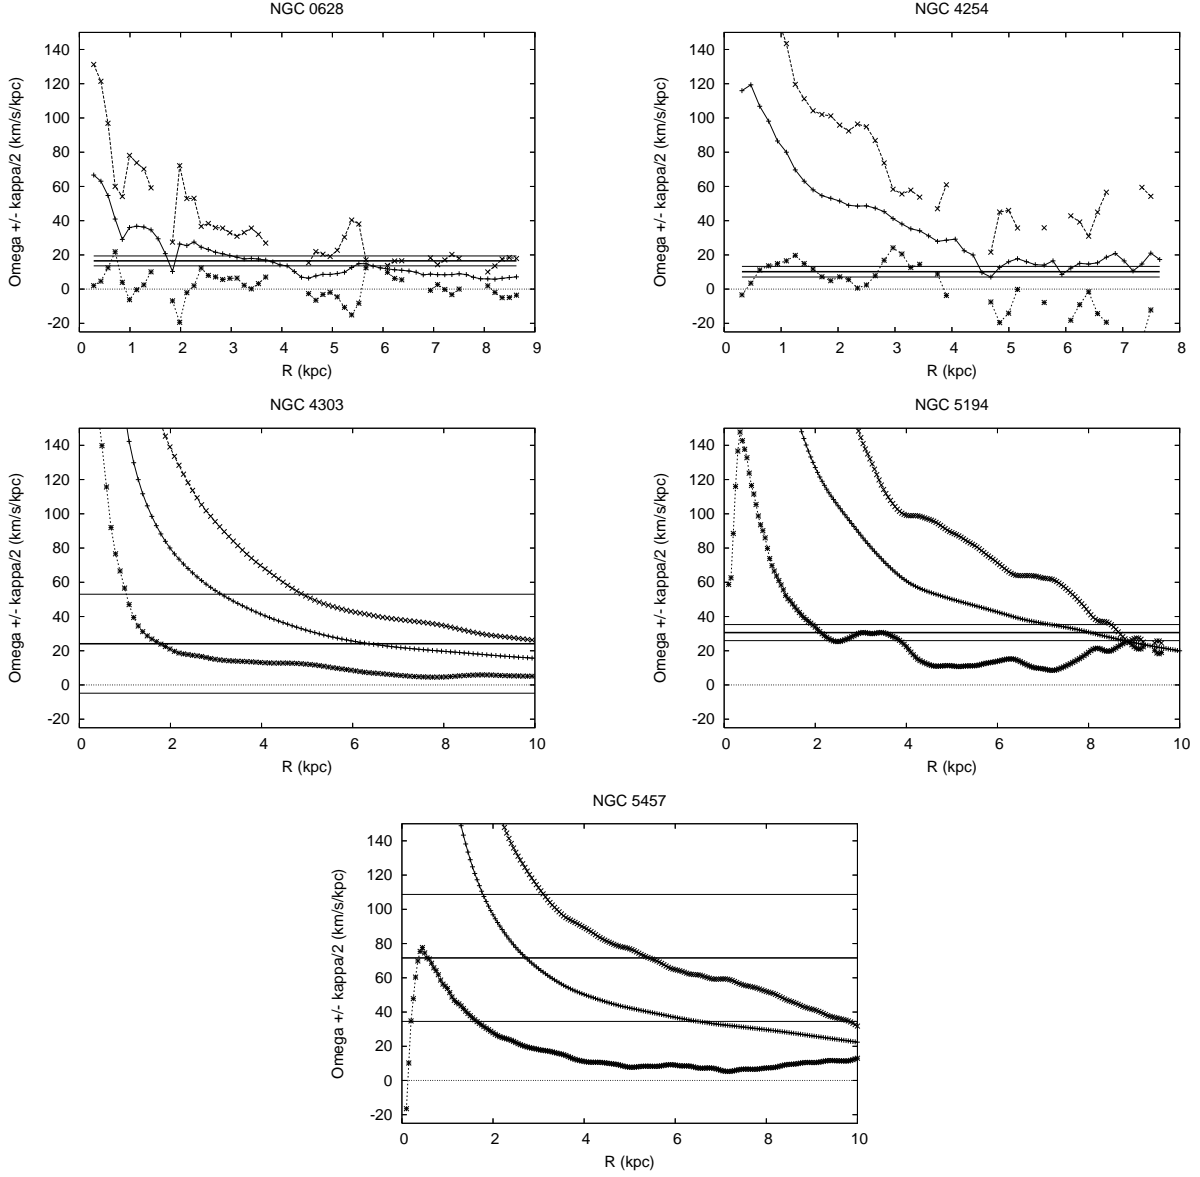 NGC 0628
NGC 4254
Omega +/- kappa/2 (km/s/kpc)
140
120
100
80
60
40
20
0
-20
0 1 2 3 4 5 6 7 8 9
R (kpc)
Omega +/- kappa/2 (km/s/kpc)
140
120
100
80
60
40
20
0
-20
0 1 2 3 4 5 6 7 8
R (kpc)
NGC 4303
NGC 5194
Omega +/- kappa/2 (km/s/kpc)
140
120
100
80
60
40
20
0
-20
0 2 4 6 8 10
R (kpc)
Omega +/- kappa/2 (km/s/kpc)
140
120
100
80
60
40
20
0
-20
0 2 4 6 8 10
R (kpc)
NGC 5457
Omega +/- kappa/2 (km/s/kpc)
140
120
100
80
60
40
20
0
-20
0 2 4 6 8 10
R (kpc)